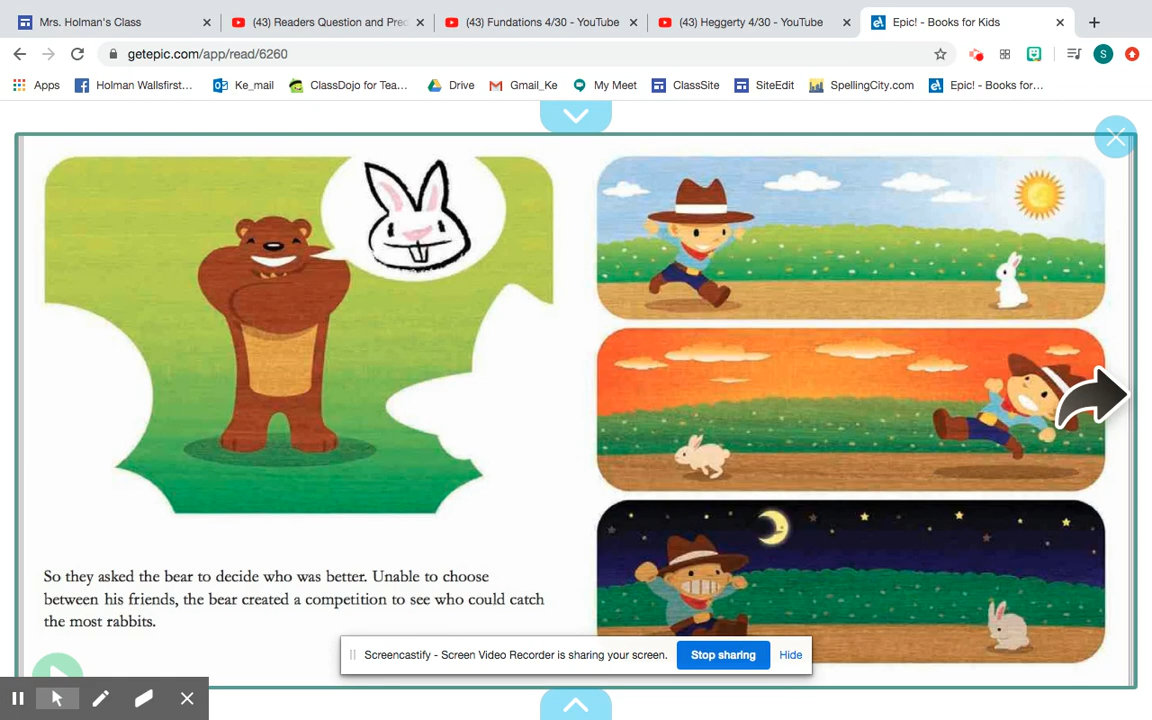 Mrs. Holman's Class
(43) Readers Question and Pred
(43) Fundations 4/30 - YouTube
(43) Heggerty 4/30 - YouTube
Epic! - Books for Kids
getepic.com/app/read/6260
S
Apps
Holman Wallsfirst...
Ke_mail
ClassDojo for Tea...
Drive
Gmail_Ke
My Meet
ClassSite
SiteEdit
SpellingCity.com
Epic! - Books for...
So they asked the bear to decide who was better. Unable to choose
between his friends, the bear created a competition to see who could catch
the most rabbits.
Screencastify - Screen Video Recorder is sharing your screen.
Stop sharing
Hide